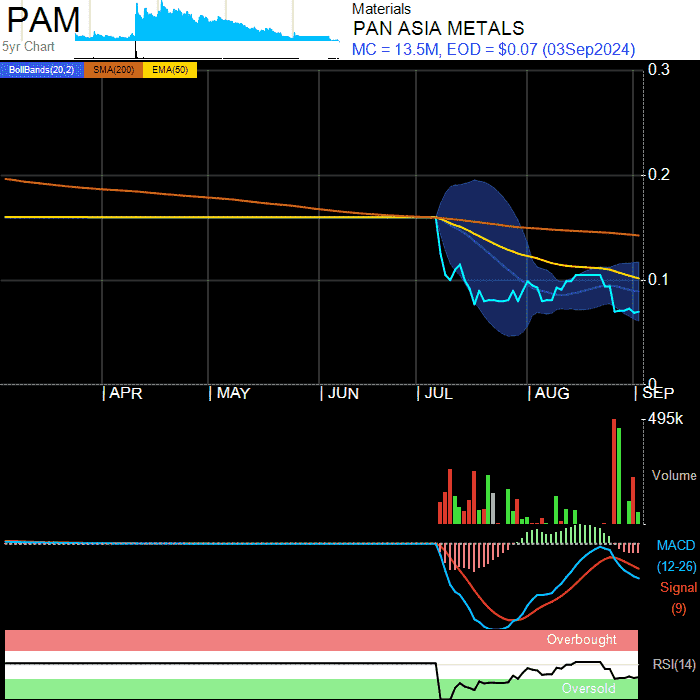 PAM
5yr Chart
Materials
PAN ASIA METALS
MC = 13.5M, EOD = $0.07 (03Sep2024)
BollBands(20,2) SMA(200) EMA(50)
0.3
0.2
0.1
0
APR MAY JUN JUL AUG SEP
495k
Volume
MACD
(12-26)
Signal
(9)
Overbought
RSI(14)
Oversold